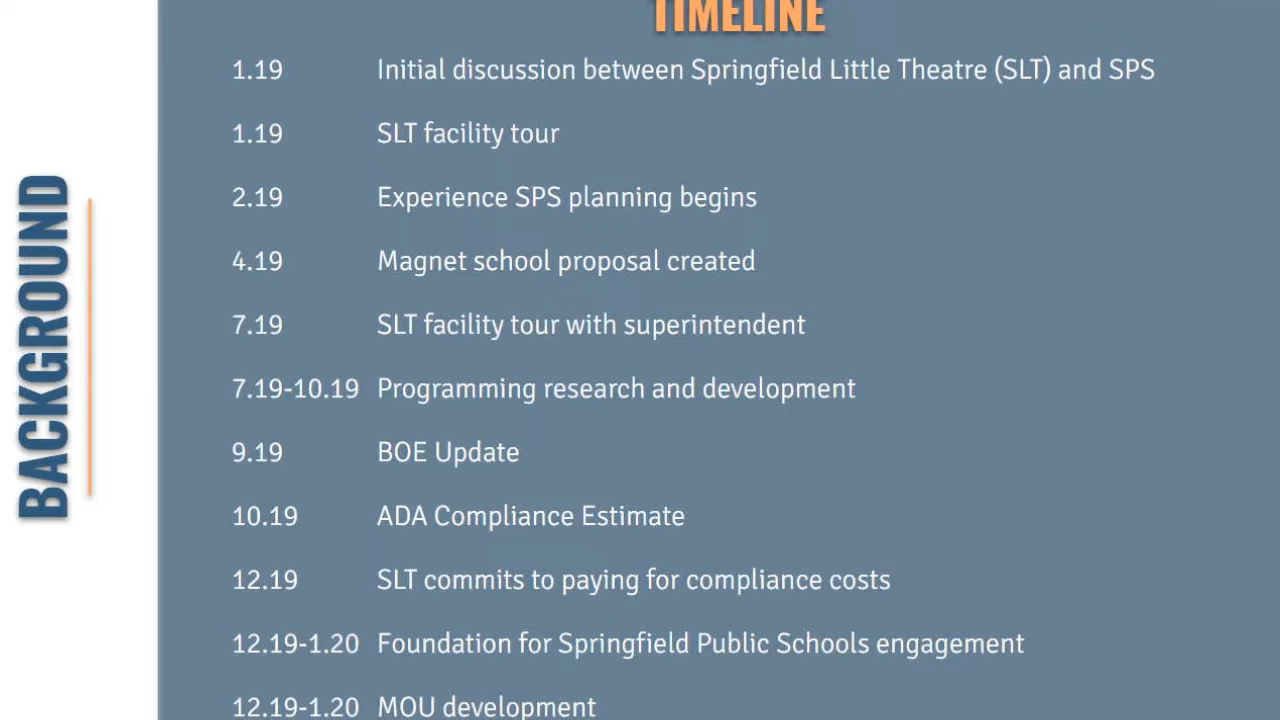 TIMELINE
BACKGROUND
1.19 Initial discussion between Springfield Little Theatre (SLT) and SPS
1.19 SLT facility tour
2.19 Experience SPS planning begins
4.19 Magnet school proposal created
7.19 SLT facility tour with superintendent
7.19-10.19 Programming research and development
9.19 BOE Update
10.19 ADA Compliance Estimate
12.19 SLT commits to paying for compliance costs
12.19-1.20 Foundation for Springfield Public Schools engagement
12.19-1.20 MOU development